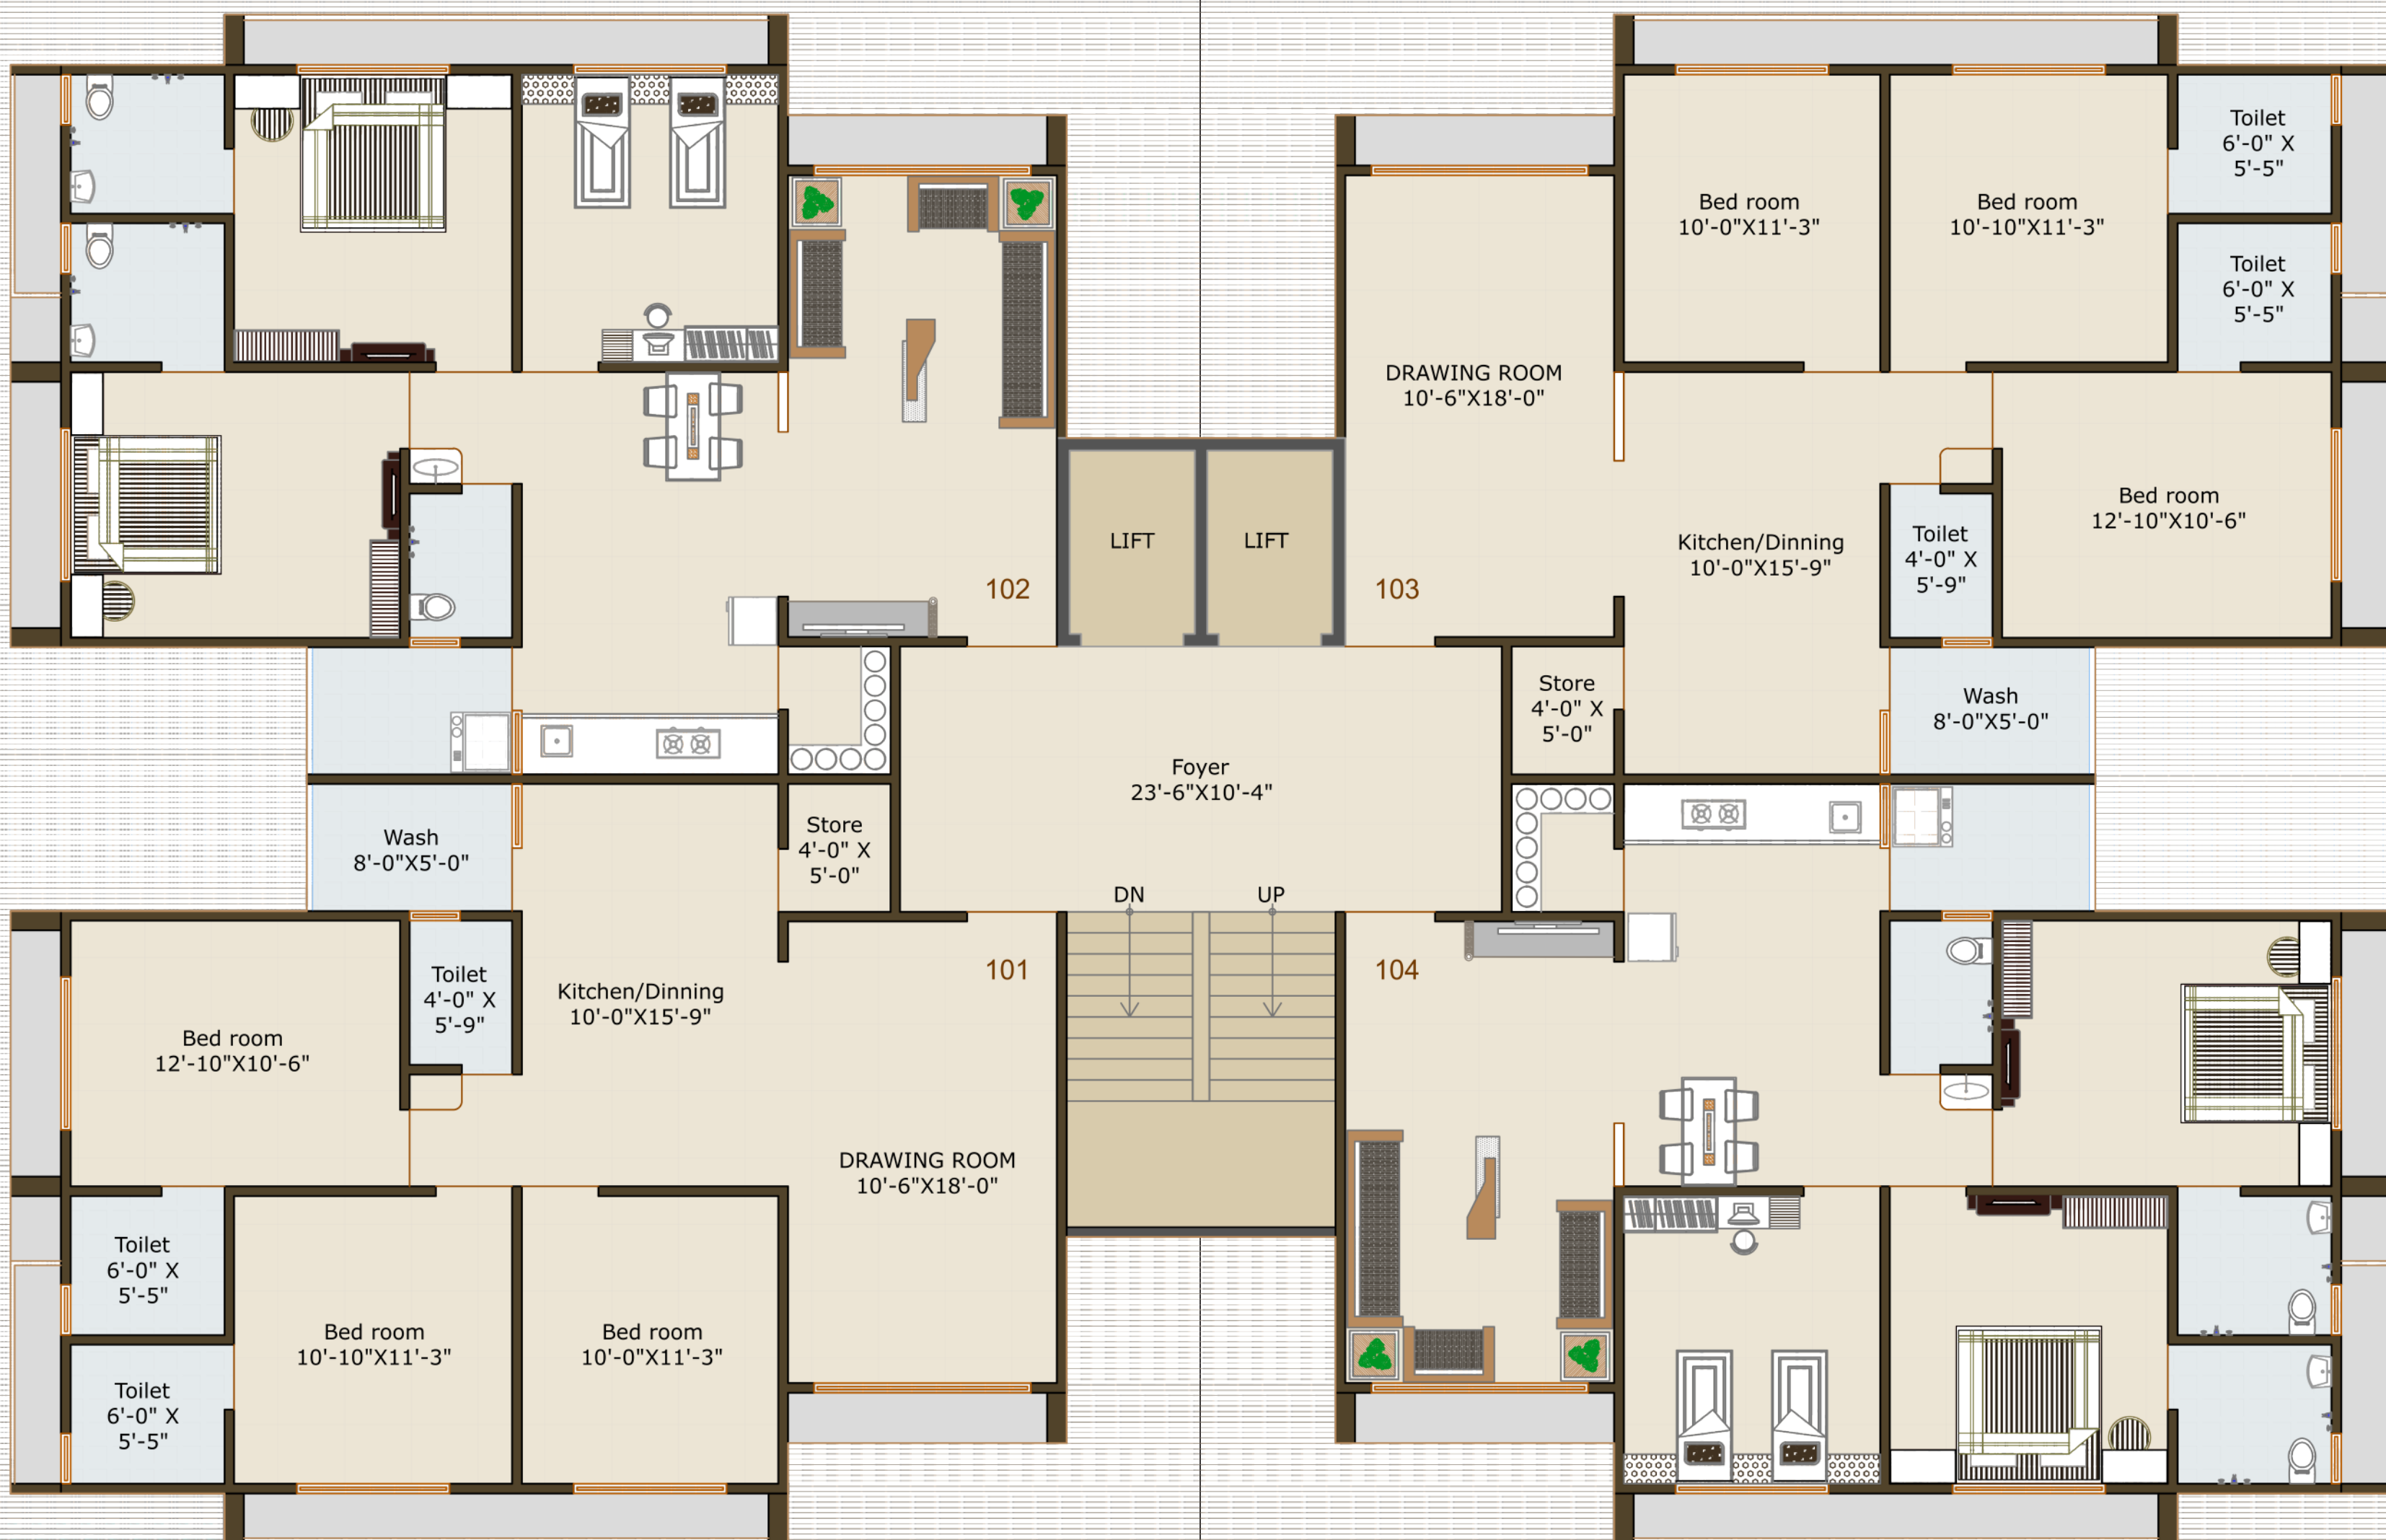 Toilet
6'-0" X
5'-5"
Bed room
10'-0"X11'-3"
Bed room
10'-10"X11'-3"
Toilet
6'-0" X
5'-5"
DRAWING ROOM
10'-6"X18'-0"
Bed room
12'-10"X10'-6"
LIFT
LIFT
Kitchen/Dinning
10'-0"X15'-9"
Toilet
4'-0" X
5'-9"
102
103
Store
4'-0" X
5'-0"
Wash
8'-0"X5'-0"
Foyer
23'-6"X10'-4"
Wash
8'-0"X5'-0"
Store
4'-0" X
5'-0"
DN
UP
101
104
Toilet
4'-0" X
5'-9"
Kitchen/Dinning
10'-0"X15'-9"
Bed room
12'-10"X10'-6"
DRAWING ROOM
10'-6"X18'-0"
Toilet
6'-0" X
5'-5"
Bed room
10'-10"X11'-3"
Bed room
10'-0"X11'-3"
Toilet
6'-0" X
5'-5"